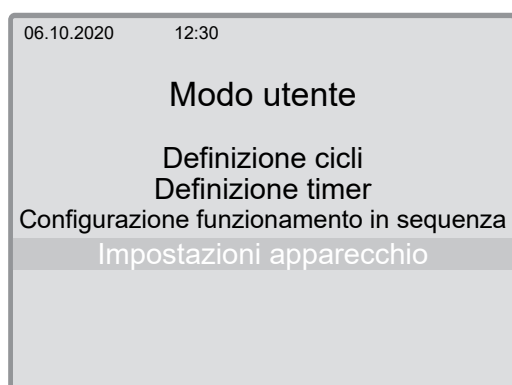 06.10.2020 12:30
Modo utente
Definizione cicli
Definizione timer
Configurazione funzionamento in sequenza
Impostazioni apparecchio